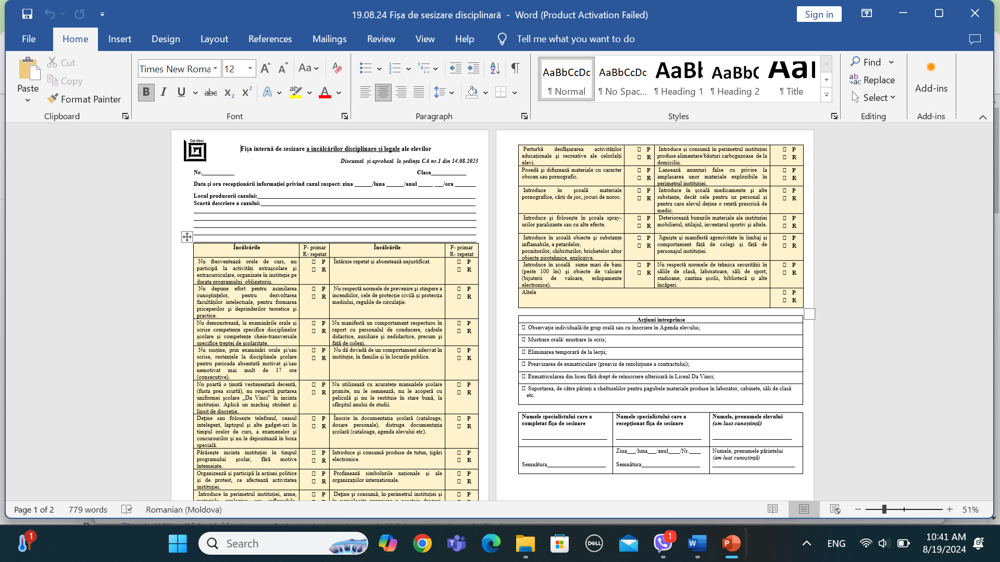 19.08.24 Fișa de sesizare disciplinară - Word (Product Activation Failed)
Sign in
File Home Insert Design Layout References Mailings Review View Help Tell me what you want to do
Paste
Cut
Copy
Format Painter
Clipboard
Times New Roma 12
Font
Paragraph
AaBbCcDc ¶ Normal
AaBbCcDc ¶ No Spac...
AaBbC ¶ Heading 1
AaBbC ¶ Heading 2
AaB ¶ Title
Styles
Find
Replace
Select
Editing
Add-ins
Add-ins
Da Vinci
Fișa internă de sesizare a încălcărilor disciplinare și legale ale elevilor
Discutată și aprobată la ședința CA nr.1 din 14.08.2023
Nr.___________ Clasa____________
Data și ora recepționării informației privind cazul suspect: ziua ______/luna ______/anul _____ ___/ora _______
Locul producerii cazului:
Scurtă descriere a cazului:
Încălcările
P- primar
R- repetat
Încălcările
P- primar
R- repetat
Nu frecventează orele de curs, nu
participă la activități extrașcolare și
extracurriculare, organizate în instituție pe
durata programului obligatoriu.
P
R
Întârzie repetat și absentează nejustificat.
P
R
Nu depune efort pentru asimilarea
cunoștințelor, pentru dezvoltarea
facultăților intelectuale, pentru formarea
priceperilor și deprinderilor teoretice și
practice.
P
R
Nu respectă normele de prevenire și stingere a
incendiilor, cele de protecție civilă și protecția
mediului, regulile de circulație.
P
R
Nu demonstrează, la examinările orale și
scrise competențe specifice disciplinelor
școlare și competențe cheie-transversale
specifice treptei de școlaritate.
P
R
Nu manifestă un comportament respectuos în
raport cu personalul de conducere, cadrele
didactice, auxiliare și nedidactice, precum și
față de colegi.
P
R
Nu susține, prin examinări orale și/sau
scrise, restanțele la disciplinele școlare
pentru perioada absentată motivat și/sau
nemotivat mai mult de 17 ore
(consecutive).
P
R
Nu dă dovadă de un comportament adecvat în
instituție, în familie și în locurile publice.
P
R
Nu poartă o ținută vestimentară decentă,
(fusta prea scurtă), nu respectă purtarea
uniformei școlare „Da Vinci” în incinta
instituției. Aplică un machiaj strident și
lipsit de discreție.
P
R
Nu utilizează cu acuratețe manualele școlare
primite, nu le semnează, nu le acoperă cu
peliculă și nu le restituie în stare bună, la
sfârșitul anului de studii.
P
R
Deține sau folosește telefonul, ceasul
intelegent, laptopul și alte gadget-uri în
timpul orelor de curs, a examenelor și
concursurilor și nu le depozitează în boxa
specială.
P
R
Înscrie în documentația școlară (cataloage,
dosare personale), distruge documentația
școlară (cataloage, agenda elevului etc).
P
R
Părăsește incinta instituției în timpul
programului școlar, fără motive
întemeiate.
P
R
Introduce și consumă produse de tutun, țigări
electronice.
P
R
Organizează și participă la acțiuni politice
și de protest, ce afectează activitatea
instituției.
P
R
Profanează simbolurile naționale și ale
organizațiilor internationale.
P
R
Introduce în perimetrul instituției, arme,
P
Deține și consumă, în perimetrul instituției și
P
Perturbă desfășurarea activităților
educaționale și recreative ale celorlalți
elevi.
P
R
Introduce și consumă în perimetrul instituției
produse alimentare/băuturi carbogazoase de la
domiciliu.
P
R
Posedă și difuzează materiale cu caracter
obscen sau pornografic.
P
R
Lansează anunțuri false cu privire la
amplasarea unor materiale explozibile în
perimetrul instituției.
P
R
Introduce în școală materiale
pornografice, cărți de joc, jocuri de noroc.
P
R
Introduce în școală medicamente și alte
substanțe, decât cele pentru uz personal și
pentru care elevul deține o rețetă prescrisă de
medic.
P
R
Introduce și folosește în școala spray-
urilor paralizante sau cu alte efecte.
P
R
Deteriorează bunurile materiale ale instituției
mobilierul, utilajul, inventarul sportiv și altele.
P
R
Introduce în școală obiecte și substanțe
inflamabile, a petardelor,
pocnitorilor, chibriturilor, brichetelor altor
obiecte pirotehnice, explozive.
P
R
Jignște și manifestă agresivitate în limbaj și
comportament față de colegi și față de
personajul instituției.
P
R
Introduce în școală sume mari de bani
(peste 100 lei) și obiecte de valoare
(bijuterii de valoare, echipamente
electronice).
P
R
Nu respectă normele de tehnica securității în
sălile de clasă, laboratoare, săli de sport,
stadioane, cantina școlii, bibliotecă și alte
încăperi.
P
R
Altele
P
R
Acțiuni întreprinse
Observație individuală/de grup orală sau cu înscriere în Agenda elevului;
Mustrare orală/ mustrare în scris;
Eliminarea temporară de la lecții;
Preavizarea de exmatriculare (preaviz de rezoluțiune a contractului);
Exmatricularea din liceu fără drept de reînscriere ulterioară în Liceul Da Vinci;
Suportarea, de către părinți a cheltuielilor pentru pagubele materiale produse în laborator, cabinete, săli de clasă
etc.
Numele specialistului care a
completat fișa de sesizare
Numele specialistului care a
recepționat fișa de sesizare
Numele, prenumele elevului
(am luat cunoștință)
Semnătura
Ziua___/luna___/anul____/Nr.____
Semnătura
Numele, prenumele părintelui
(am luat cunoștință)
Page 1 of 2 779 words Romanian (Moldova) 51%
1 Search 1 ENG 10:41 AM
8/19/2024